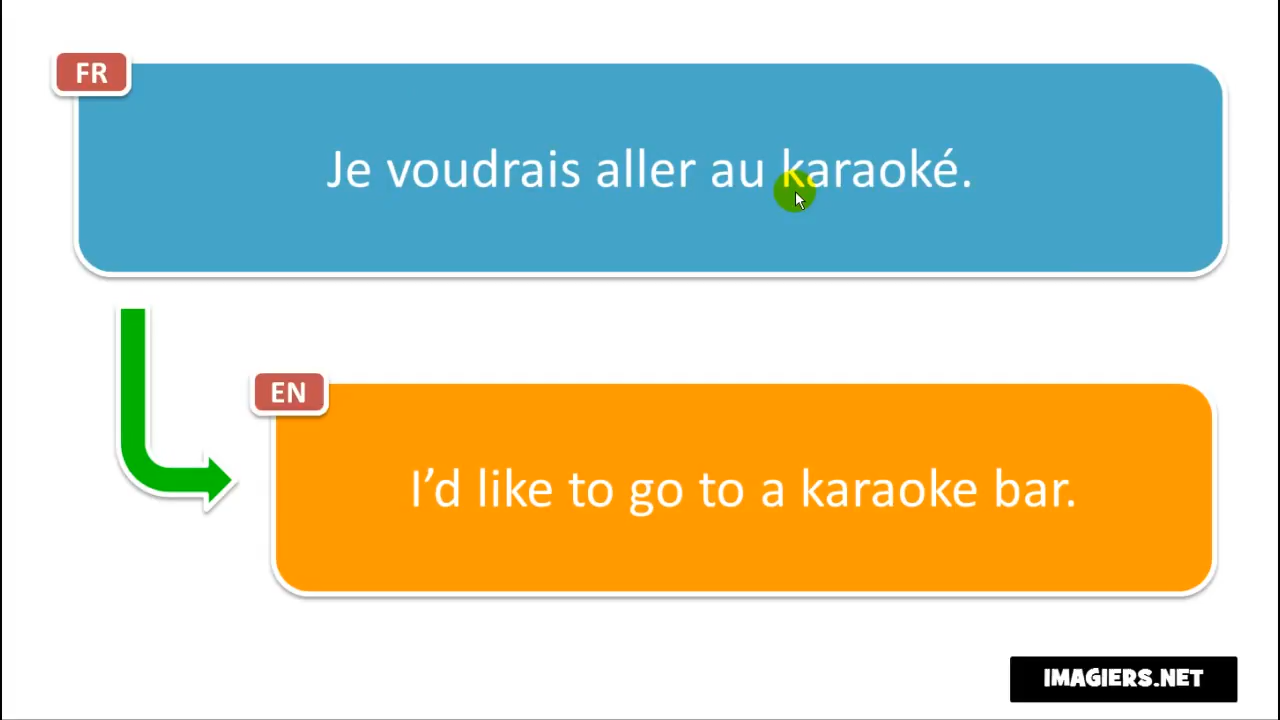 FR
Je voudrais aller au karaoké.
EN
I’d like to go to a karaoke bar.
IMAGIERS.NET